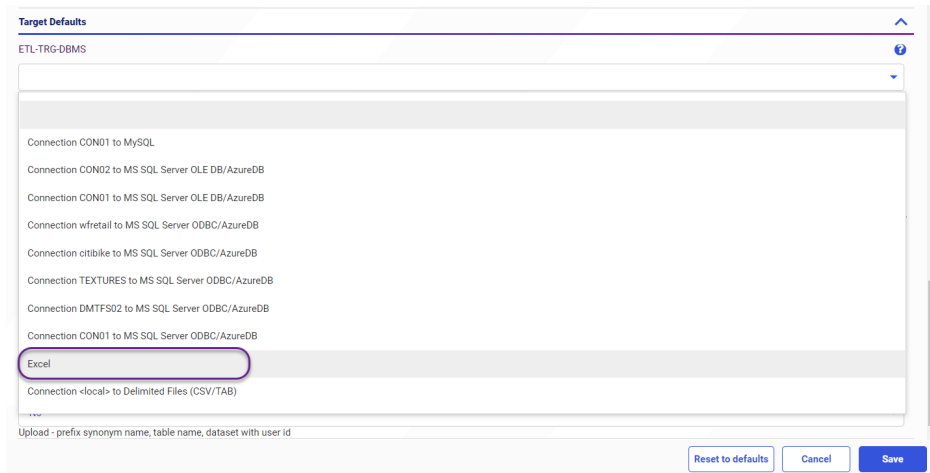 Target Defaults
ETL-TRG-DBMS
Connection CON01 to MySQL
Connection CON02 to MS SQL Server OLE DB/AzureDB
Connection CON01 to MS SQL Server OLE DB/AzureDB
Connection wfretail to MS SQL Server ODBC/AzureDB
Connection citibike to MS SQL Server ODBC/AzureDB
Connection TEXTURES to MS SQL Server ODBC/AzureDB
Connection DMTFS02 to MS SQL Server ODBC/AzureDB
Connection CON01 to MS SQL Server ODBC/AzureDB
Excel
Connection <local> to Delimited Files (CSV/TAB)
Upload - prefix synonym name, table name, dataset with user id
Reset to defaults Cancel Save